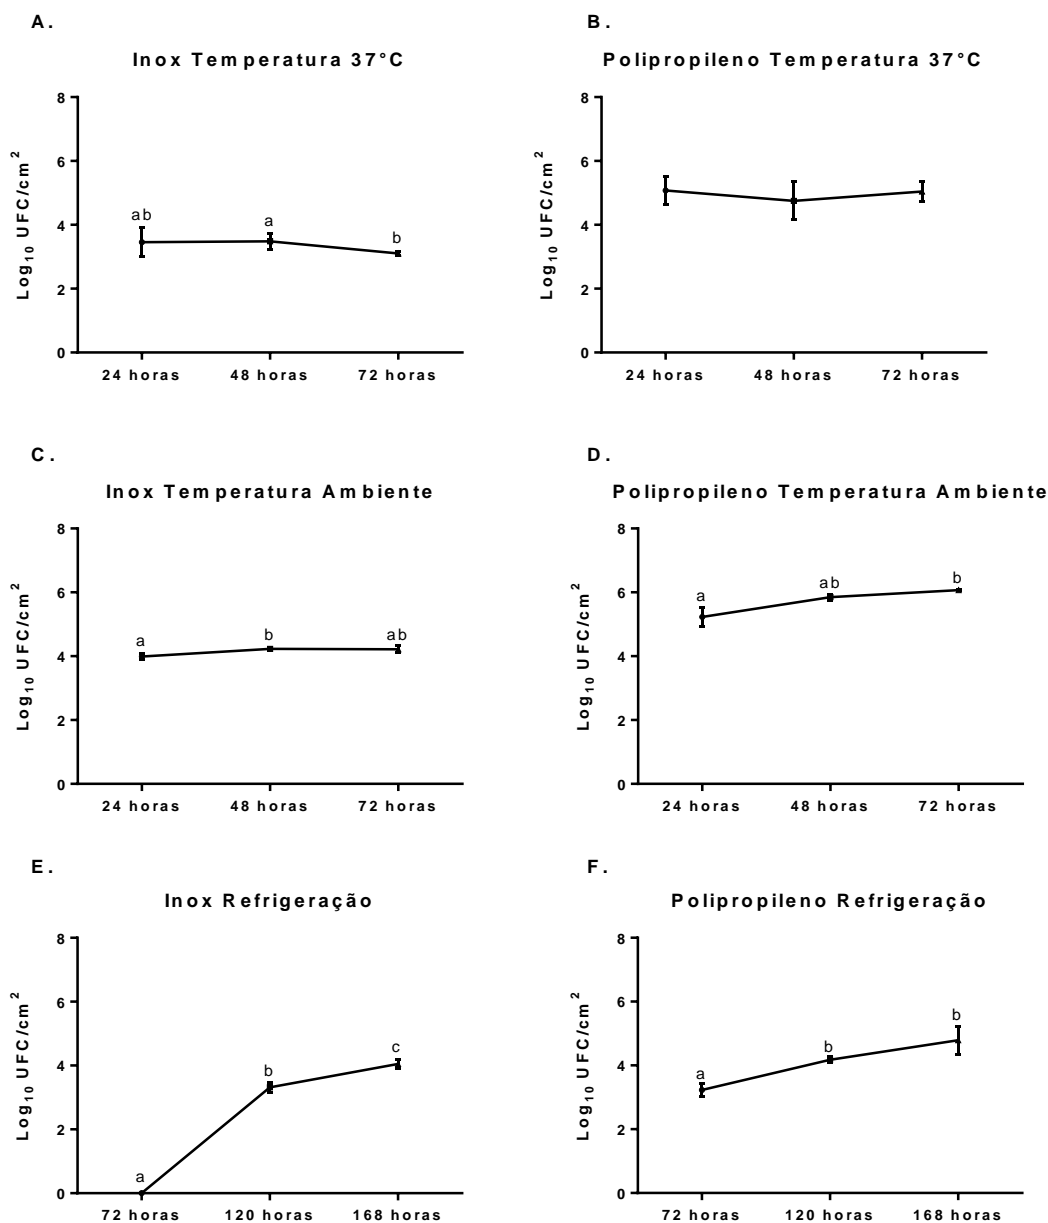 A.
Inox Temperatura 37°C
Log10 UFC/cm2
8
6
4
2
0
ab
a
b
24 horas
48 horas
72 horas
B.
Polipropileno Temperatura 37°C
Log10 UFC/cm2
8
6
4
2
0
24 horas
48 horas
72 horas
C.
Inox Temperatura Ambiente
Log10 UFC/cm2
8
6
4
2
0
a
b
ab
24 horas
48 horas
72 horas
D.
Polipropileno Temperatura Ambiente
Log10 UFC/cm2
8
6
4
2
0
a
ab
b
24 horas
48 horas
72 horas
E.
Inox Refrigeração
Log10 UFC/cm2
8
6
4
2
0
a
b
c
72 horas
120 horas
168 horas
F.
Polipropileno Refrigeração
Log10 UFC/cm2
8
6
4
2
0
a
b
b
72 horas
120 horas
168 horas